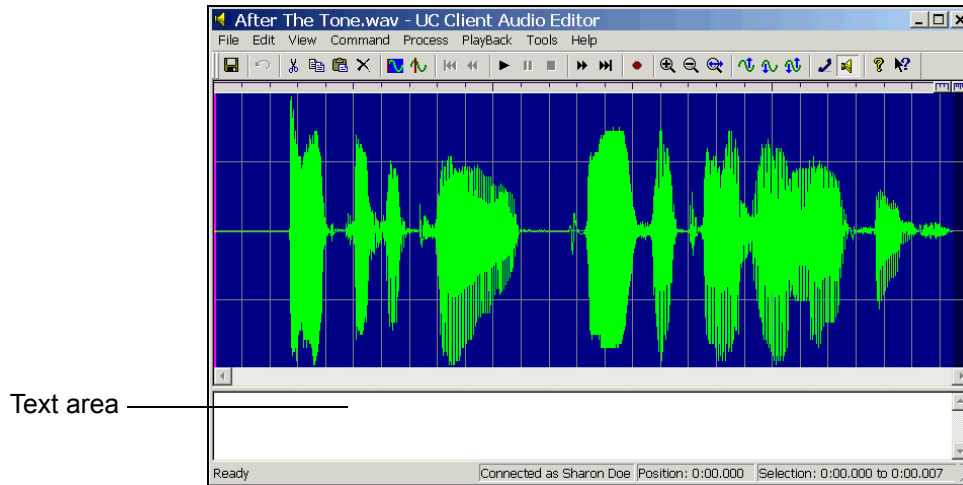 After The Tone.wav - UC Client Audio Editor
File Edit View Command Process PlayBack Tools Help
Text area
Ready Connected as Sharon Doe Position: 0:00.000 Selection: 0:00.000 to 0:00.007